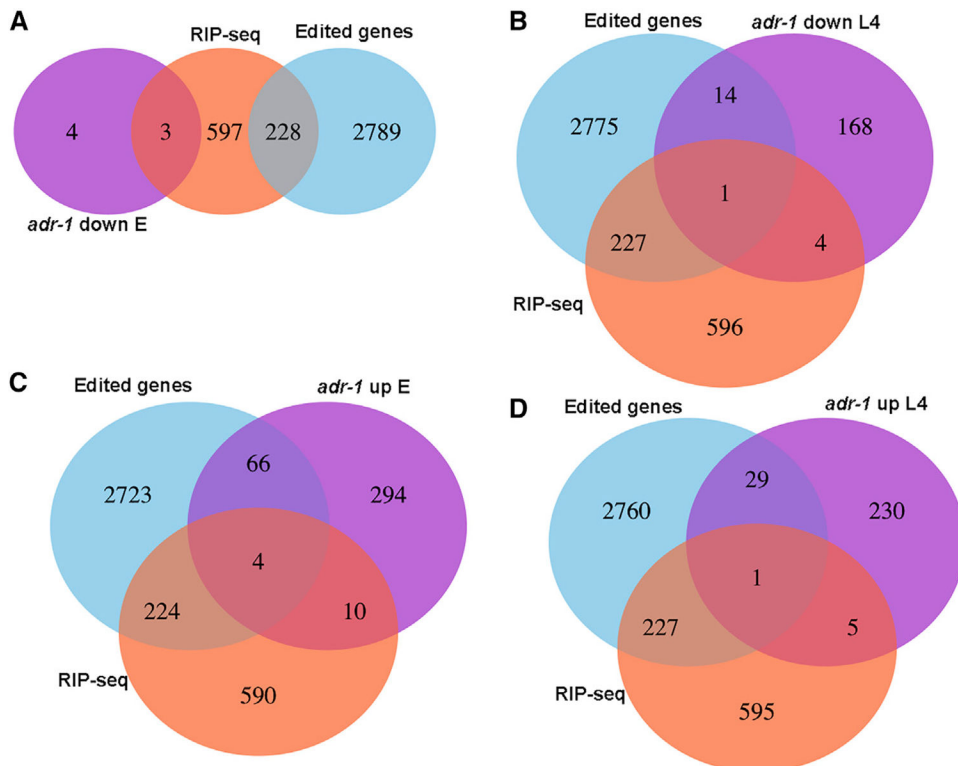 A
RIP-seq
Edited genes
4
3
597
228
2789
adr-1 down E
B
Edited genes
adr-1 down L4
14
2775
168
1
227
4
RIP-seq
596
C
Edited genes
adr-1 up E
66
2723
294
4
224
10
RIP-seq
590
D
Edited genes
adr-1 up L4
29
2760
230
1
227
5
RIP-seq
595